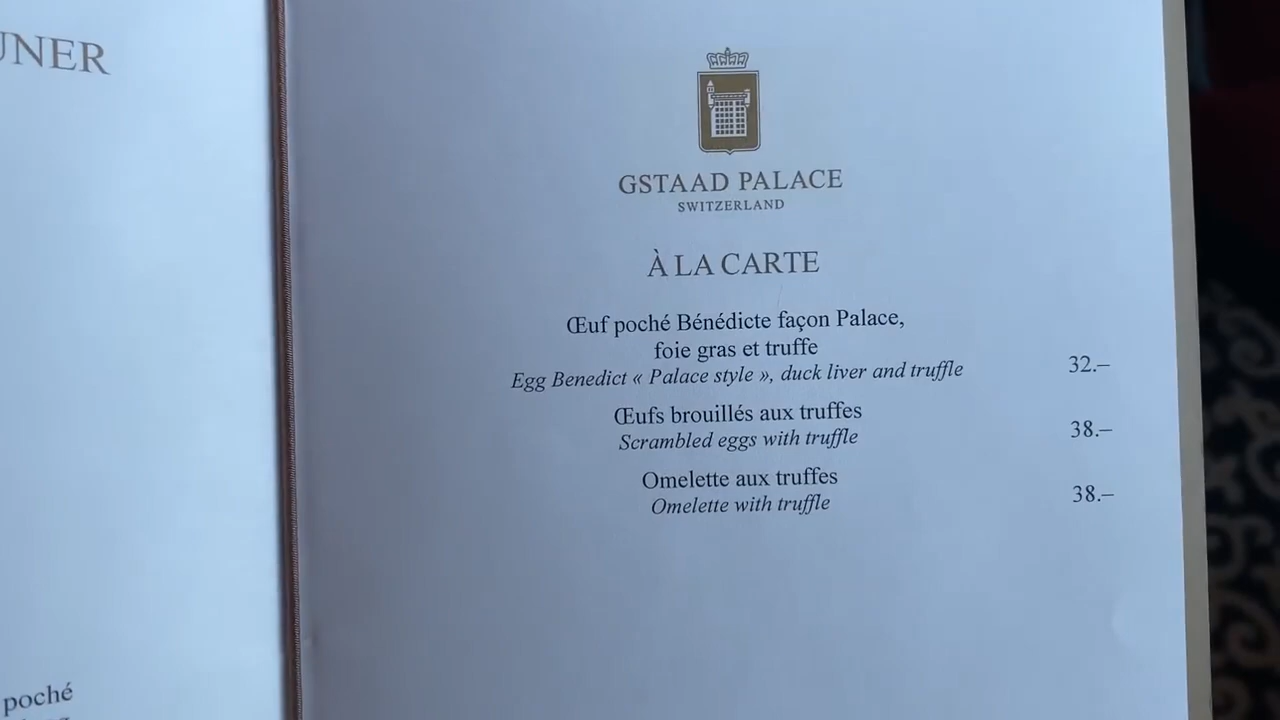 GSTAAD PALACE
SWITZERLAND
À LA CARTE
Œuf poché Bénédicte façon Palace,
foie gras et truffe
Egg Benedict « Palace style », duck liver and truffle 32.–
Œufs brouillés aux truffes
Scrambled eggs with truffle 38.–
Omelette aux truffes
Omelette with truffle 38.–
poché